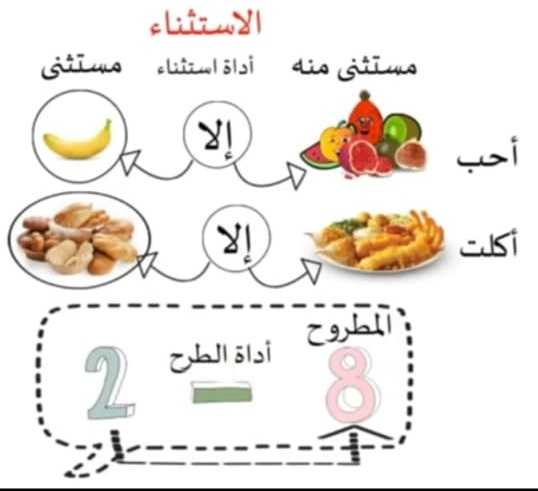 الاستثناء
مستثنى منه أداة استثناء مستثنى
أحب إلا
أكلت إلا
المطروح
أداة الطرح
8 - 2